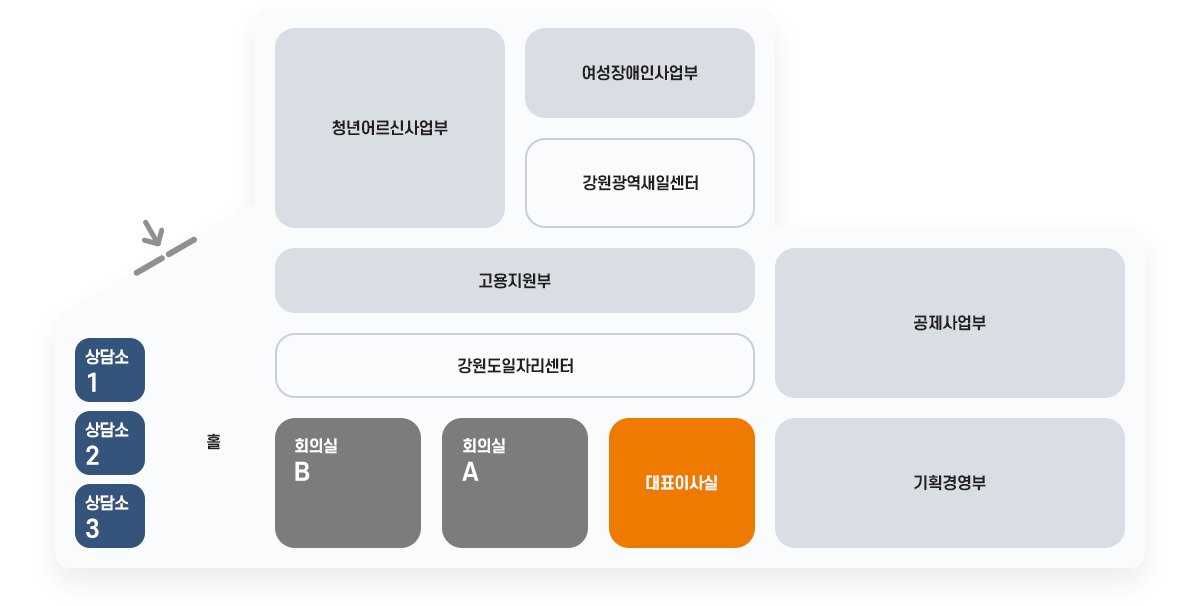 청년어르신사업부
여성장애인사업부
강원광역새일센터
고용지원부
공제사업부
강원도일자리센터
상담소
1
상담소
2
상담소
3
홀
회의실
B
회의실
A
대표이사실
기획경영부